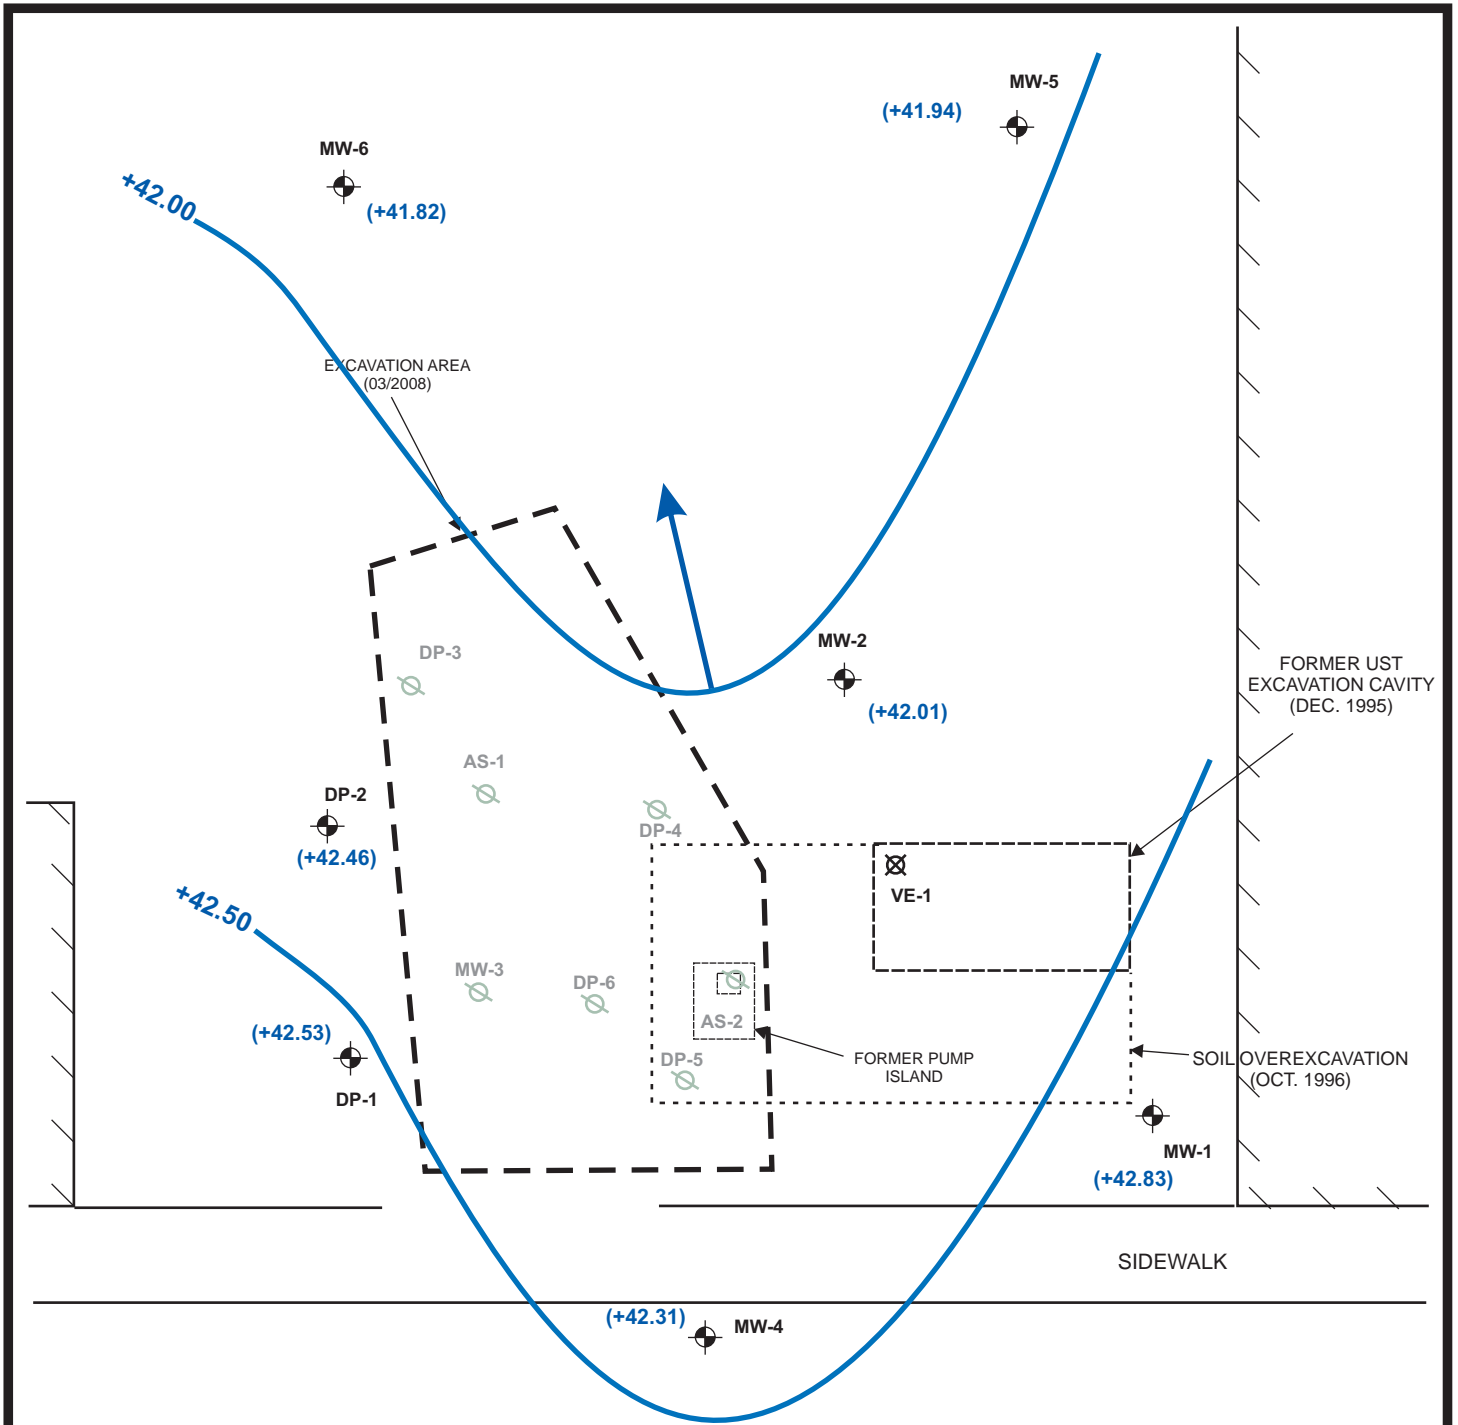 MW-5
(+41.94)
MW-6
+42.00
(+41.82)
EXCAVATION AREA
(03/2008)
MW-2
DP-3
FORMER UST
EXCAVATION CAVITY
(DEC. 1995)
(+42.01)
AS-1
DP-2
DP-4
(+42.46)
VE-1
+42.50
MW-3
DP-6
AS-2
(+42.53)
DP-5
FORMER PUMP
ISLAND
SOIL OVEREXCAVATION
(OCT. 1996)
DP-1
MW-1
(+42.83)
SIDEWALK
(+42.31)
MW-4